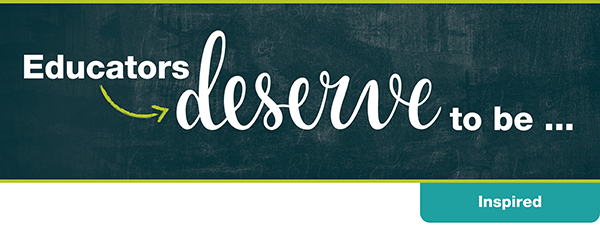 Educators deserve to be ...
Inspired